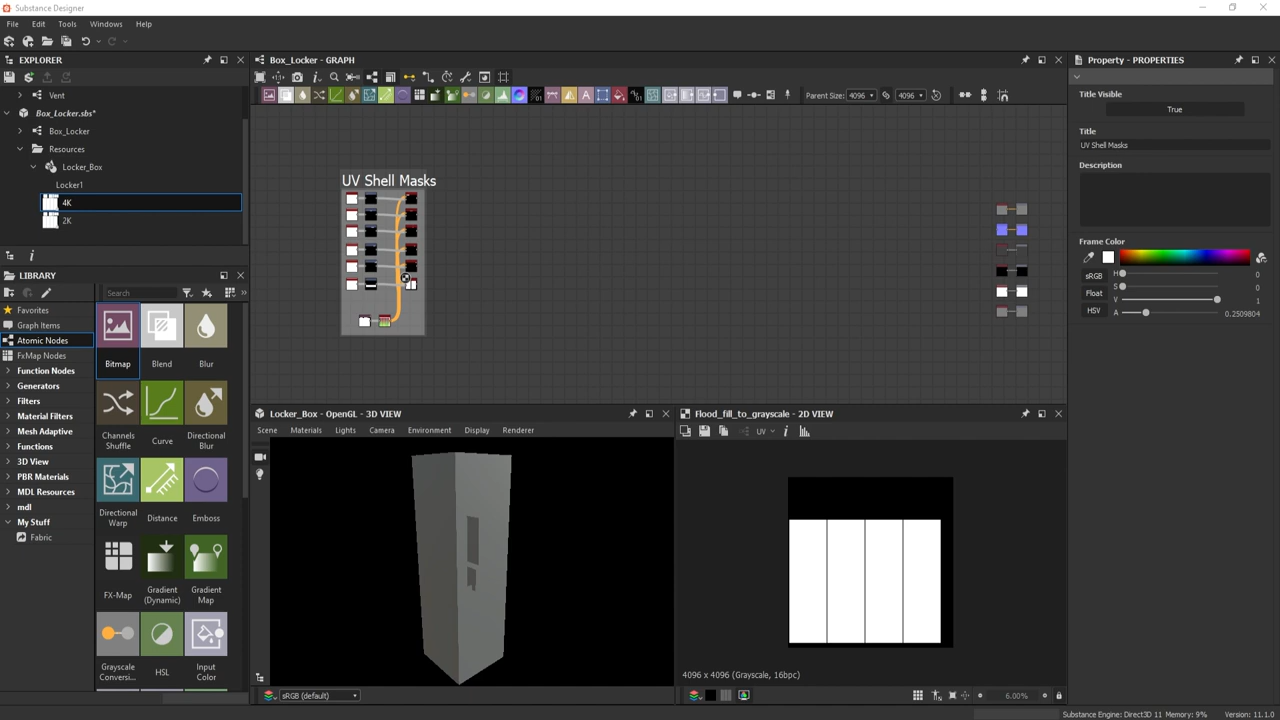 Substance Designer
File Edit Tools Windows Help
EXPLORER
Vent
Box_Locker.sbs*
Box_Locker
Resources
Locker_Box
Locker1
4K
2K
LIBRARY
Search
Favorites
Graph Items
Atomic Nodes
FxMap Nodes
Function Nodes
Generators
Filters
Material Filters
Mesh Adaptive
Functions
3D View
PBR Materials
MDL Resources
mdl
My Stuff
Fabric
Bitmap Blend Blur
Channels Shuffle Curve Directional Blur
Directional Warp Distance Emboss
FX-Map Gradient (Dynamic) Gradient Map
Grayscale Conversi... HSL Input Color
Box_Locker - GRAPH
Parent Size: 4096 4096
UV Shell Masks
Locker_Box - OpenGL - 3D VIEW
Scene Materials Lights Camera Environment Display Renderer
sRGB (default)
Flood_fill_to_grayscale - 2D VIEW
UV
4096 x 4096 (Grayscale, 16bpc)
6.00%
Property - PROPERTIES
Title Visible
True
Title
UV Shell Masks
Description
Frame Color
sRGB
Float
HSV
H 0
S 0
V 1
A 0.2509804
Substance Engine: Direct3D 11 Memory: 9% Version: 11.1.0